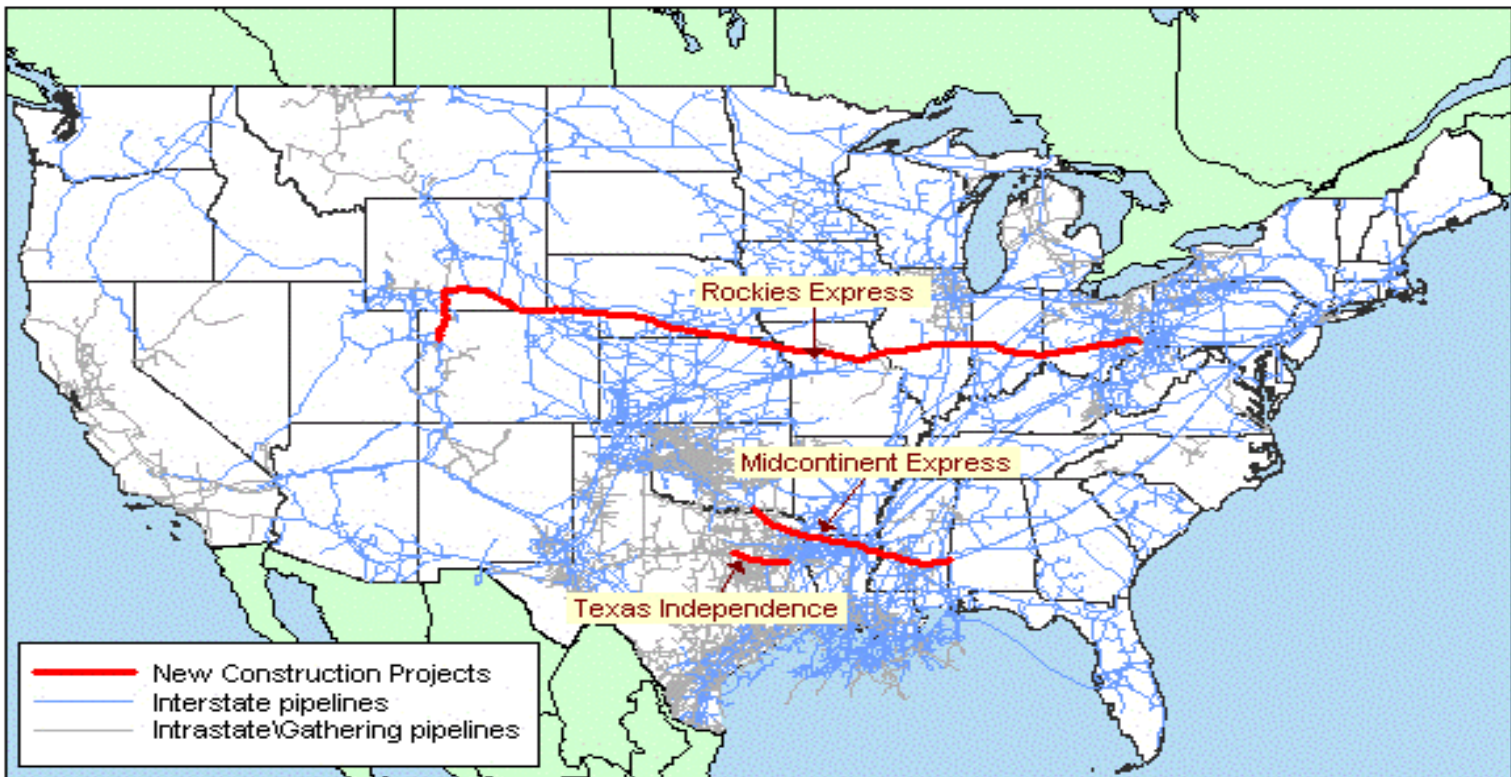 Rockies Express
Midcontinent Express
Texas Independence
New Construction Projects
Interstate pipelines
Intrastate\Gathering pipelines